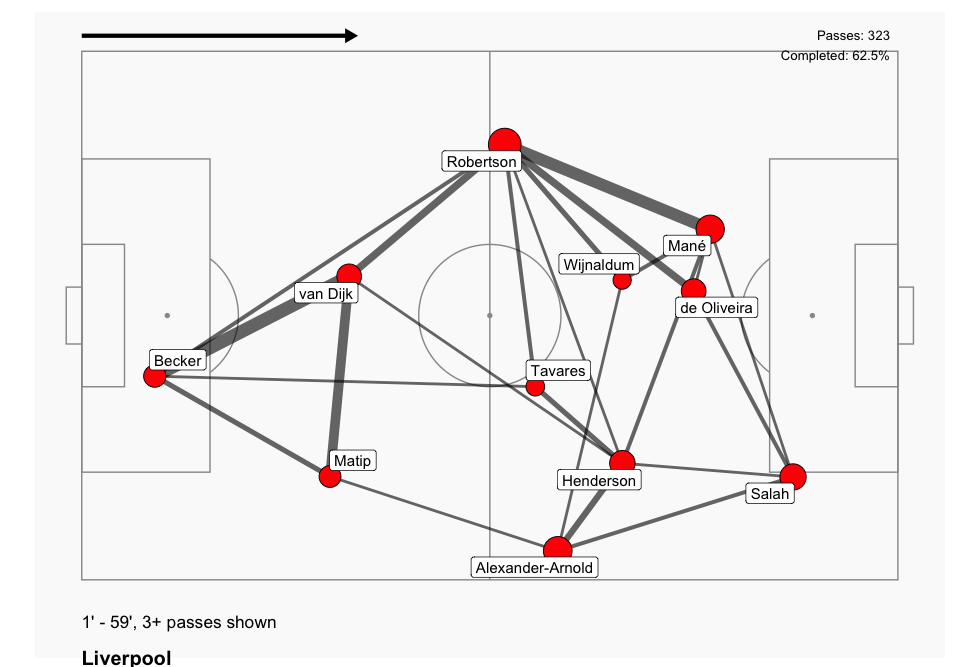 Passes: 323
Completed: 62.5%
Robertson
Mané
Wijnaldum
van Dijk
de Oliveira
Becker
Tavares
Matip
Henderson
Salah
Alexander-Arnold
1' - 59', 3+ passes shown
Liverpool